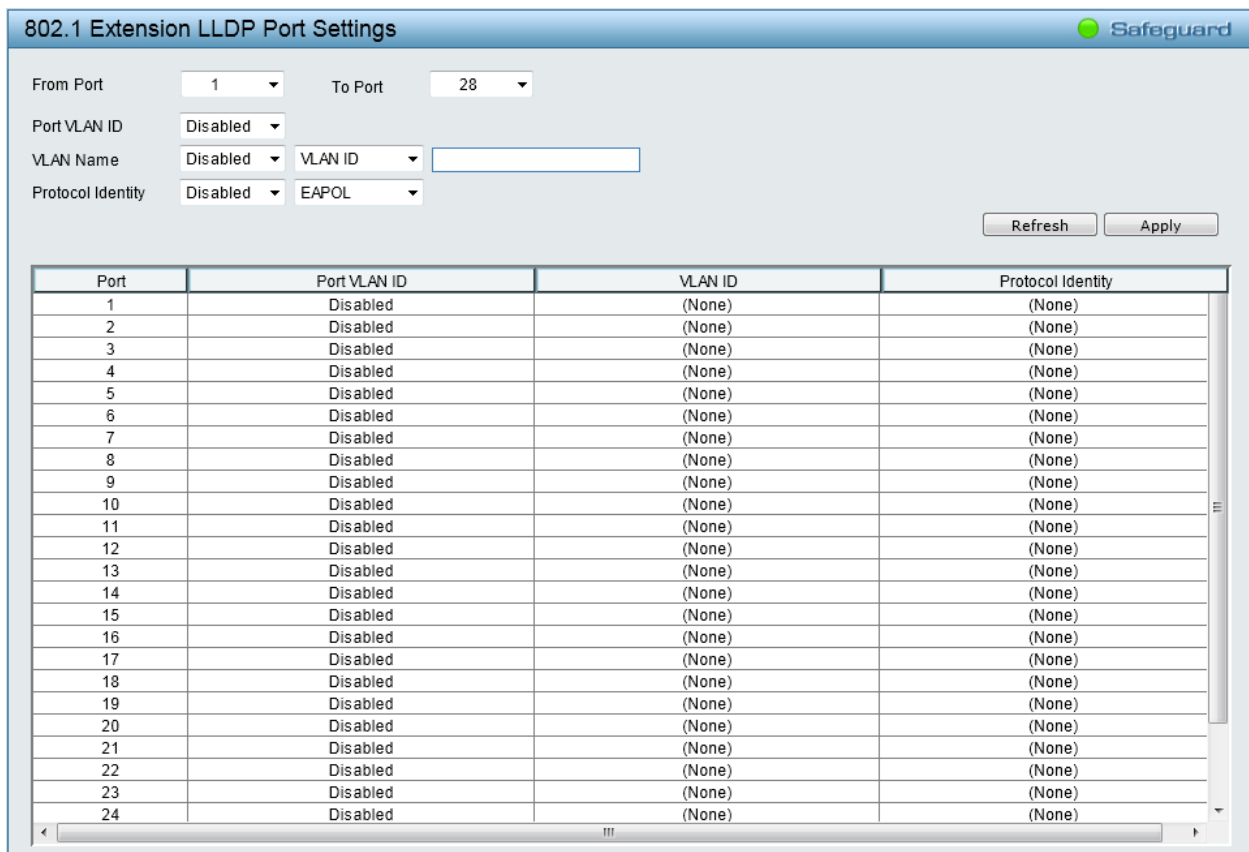 802.1 Extension LLDP Port Settings Safeguard
From Port 1 To Port 28
Port VLAN ID Disabled
VLAN Name Disabled VLAN ID
Protocol Identity Disabled EAPOL
Refresh Apply
Port Port VLAN ID VLAN ID Protocol Identity
1 Disabled (None) (None)
2 Disabled (None) (None)
3 Disabled (None) (None)
4 Disabled (None) (None)
5 Disabled (None) (None)
6 Disabled (None) (None)
7 Disabled (None) (None)
8 Disabled (None) (None)
9 Disabled (None) (None)
10 Disabled (None) (None)
11 Disabled (None) (None)
12 Disabled (None) (None)
13 Disabled (None) (None)
14 Disabled (None) (None)
15 Disabled (None) (None)
16 Disabled (None) (None)
17 Disabled (None) (None)
18 Disabled (None) (None)
19 Disabled (None) (None)
20 Disabled (None) (None)
21 Disabled (None) (None)
22 Disabled (None) (None)
23 Disabled (None) (None)
24 Disabled (None) (None)